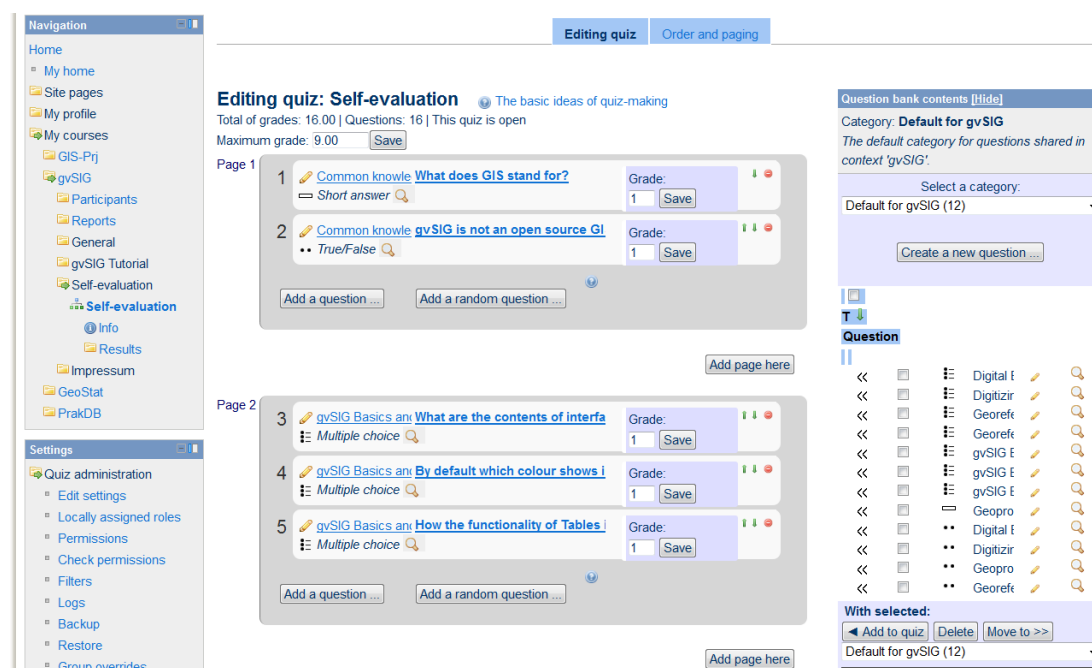 Navigation
Home
My home
Site pages
My profile
My courses
GIS-Prj
gvSIG
Participants
Reports
General
gvSIG Tutorial
Self-evaluation
Self-evaluation
Info
Results
Impressum
GeoStat
PrakDB
Settings
Quiz administration
Edit settings
Locally assigned roles
Permissions
Check permissions
Filters
Logs
Backup
Restore
Group overrides
Editing quiz
Order and paging
Editing quiz: Self-evaluation The basic ideas of quiz-making
Total of grades: 16.00 | Questions: 16 | This quiz is open
Maximum grade: 9.00 Save
Page 1
1 Common knowle What does GIS stand for?
Short answer
Grade:
1 Save
2 Common knowle gvSIG is not an open source GI
True/False
Grade:
1 Save
Add a question ... Add a random question ...
Add page here
Page 2
3 gvSIG Basics and What are the contents of interfa
Multiple choice
Grade:
1 Save
4 gvSIG Basics and By default which colour shows i
Multiple choice
Grade:
1 Save
5 gvSIG Basics and How the functionality of Tables i
Multiple choice
Grade:
1 Save
Add a question ... Add a random question ...
Add page here
Question bank contents [Hide]
Category: Default for gvSIG
The default category for questions shared in
context 'gvSIG'.
Select a category:
Default for gvSIG (12)
Create a new question ...
T
Question
<< Digital E
<< Digitizir
<< Georefe
<< Georefe
<< gvSIG E
<< gvSIG E
<< gvSIG E
<< Geopro
<< Digital E
<< Digitizir
<< Geopro
<< Georefe
With selected:
◄ Add to quiz Delete Move to >>
Default for gvSIG (12)